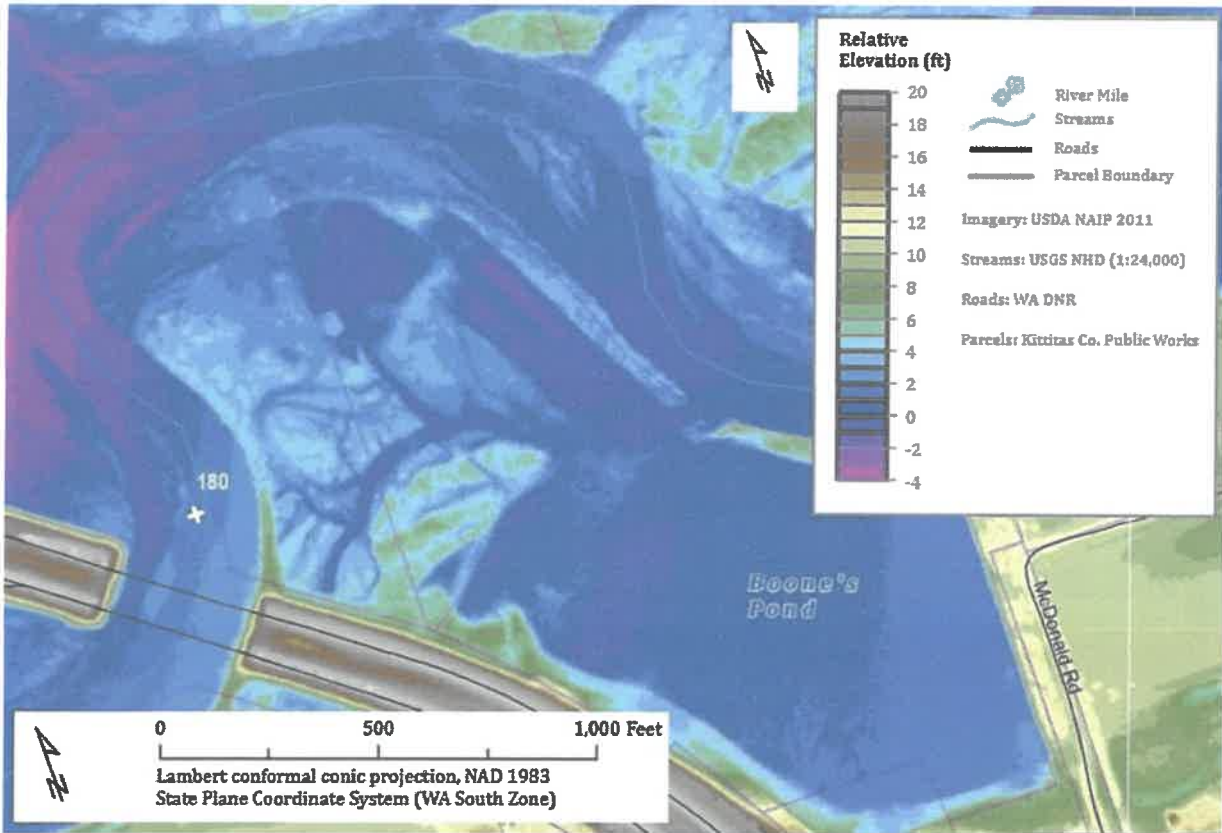 Relative
Elevation (ft)
20
18
16
14
12
10
8
6
4
2
0
-2
-4
River Mile
Streams
Roads
Parcel Boundary
Imagery: USDA NAIP 2011
Streams: USGS NHD (1:24,000)
Roads: WA DNR
Parcels: Kittitas Co. Public Works
N
180
Boone's
Pond
McDonald Rd
N
0 500 1,000 Feet
Lambert conformal conic projection, NAD 1983
State Plane Coordinate System (WA South Zone)